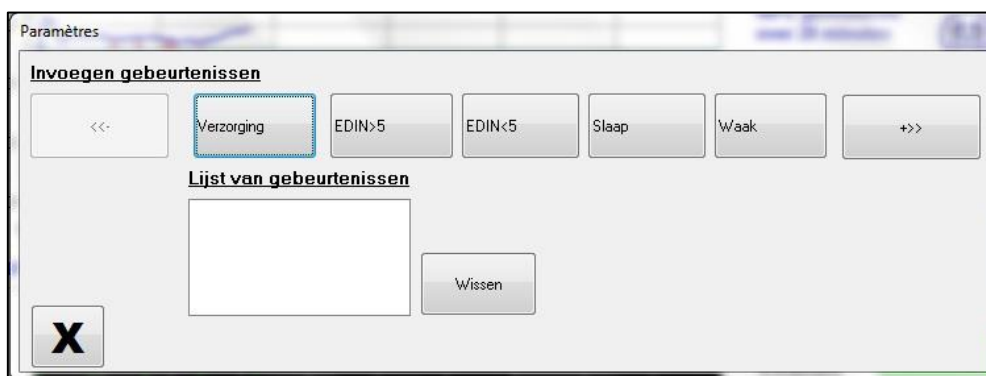 Paramètres
Invoegen gebeurtenissen
<<-
Verzorging
EDIN>5
EDIN<5
Slaap
Waak
+>>
Lijst van gebeurtenissen
Wissen
X